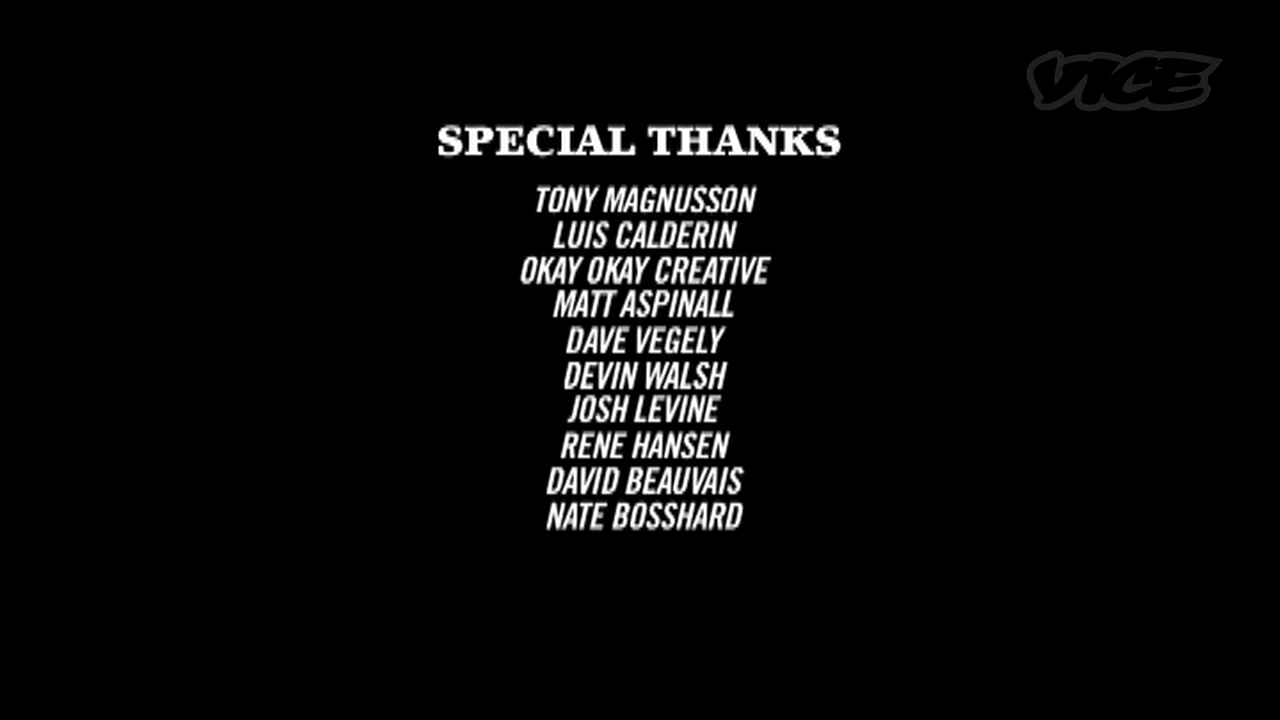 VICE
SPECIAL THANKS
TONY MAGNUSSON
LUIS CALDERIN
OKAY OKAY CREATIVE
MATT ASPINALL
DAVE VEGELY
DEVIN WALSH
JOSH LEVINE
RENE HANSEN
DAVID BEAUVAIS
NATE BOSSHARD